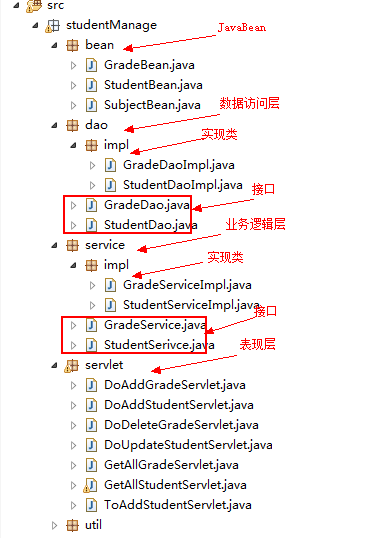 src
studentManage
bean
JavaBean
GradeBean.java
StudentBean.java
SubjectBean.java
dao
数据访问层
impl
实现类
GradeDaoImpl.java
StudentDaoImpl.java
GradeDao.java
接口
StudentDao.java
service
业务逻辑层
impl
实现类
GradeServiceImpl.java
StudentServiceImpl.java
GradeService.java
接口
StudentSerivce.java
表现层
servlet
DoAddGradeServlet.java
DoAddStudentServlet.java
DoDeleteGradeServlet.java
DoUpdateStudentServlet.java
GetAllGradeServlet.java
GetAllStudentServlet.java
ToAddStudentServlet.java
util